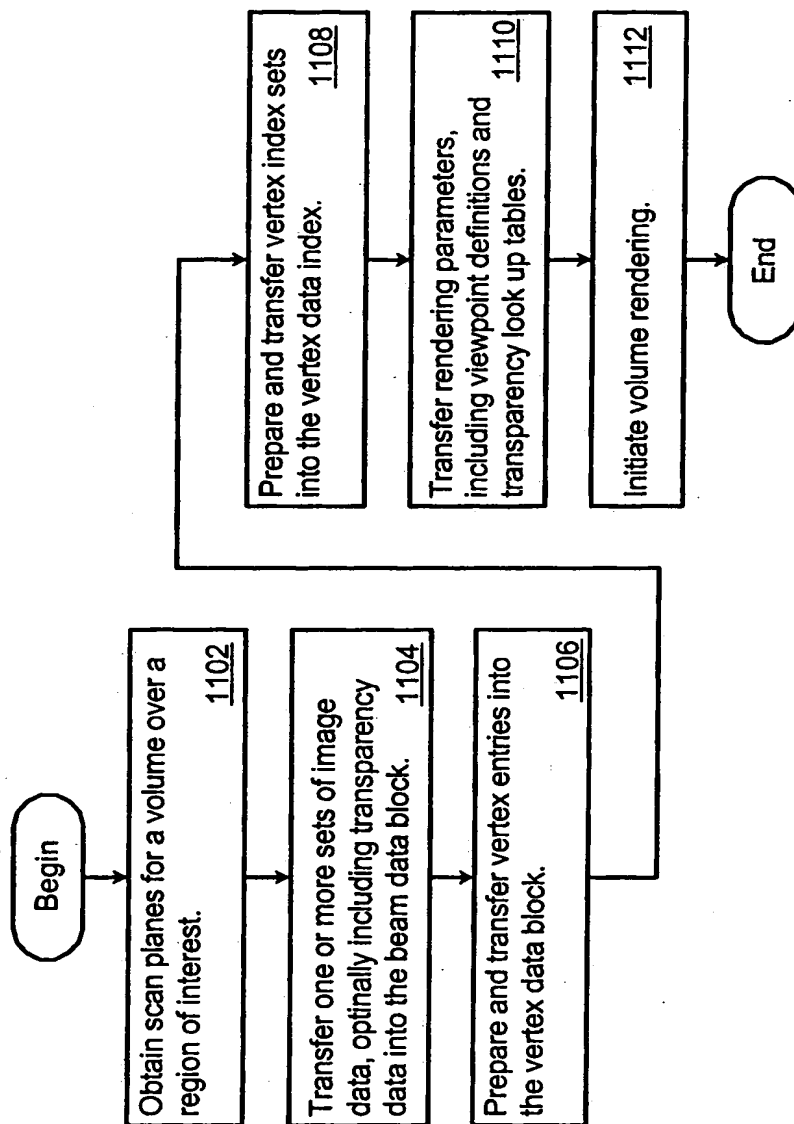 Begin
Obtain scan planes for a volume over a
region of interest.
1102
Transfer one or more sets of image
data, optinally including transparency
data into the beam data block.
1104
Prepare and transfer vertex entries into
the vertex data block.
1106
Prepare and transfer vertex index sets
into the vertex data index.
1108
Transfer rendering parameters,
including viewpoint definitions and
transparency look up tables.
1110
Initiate volume rendering.
1112
End